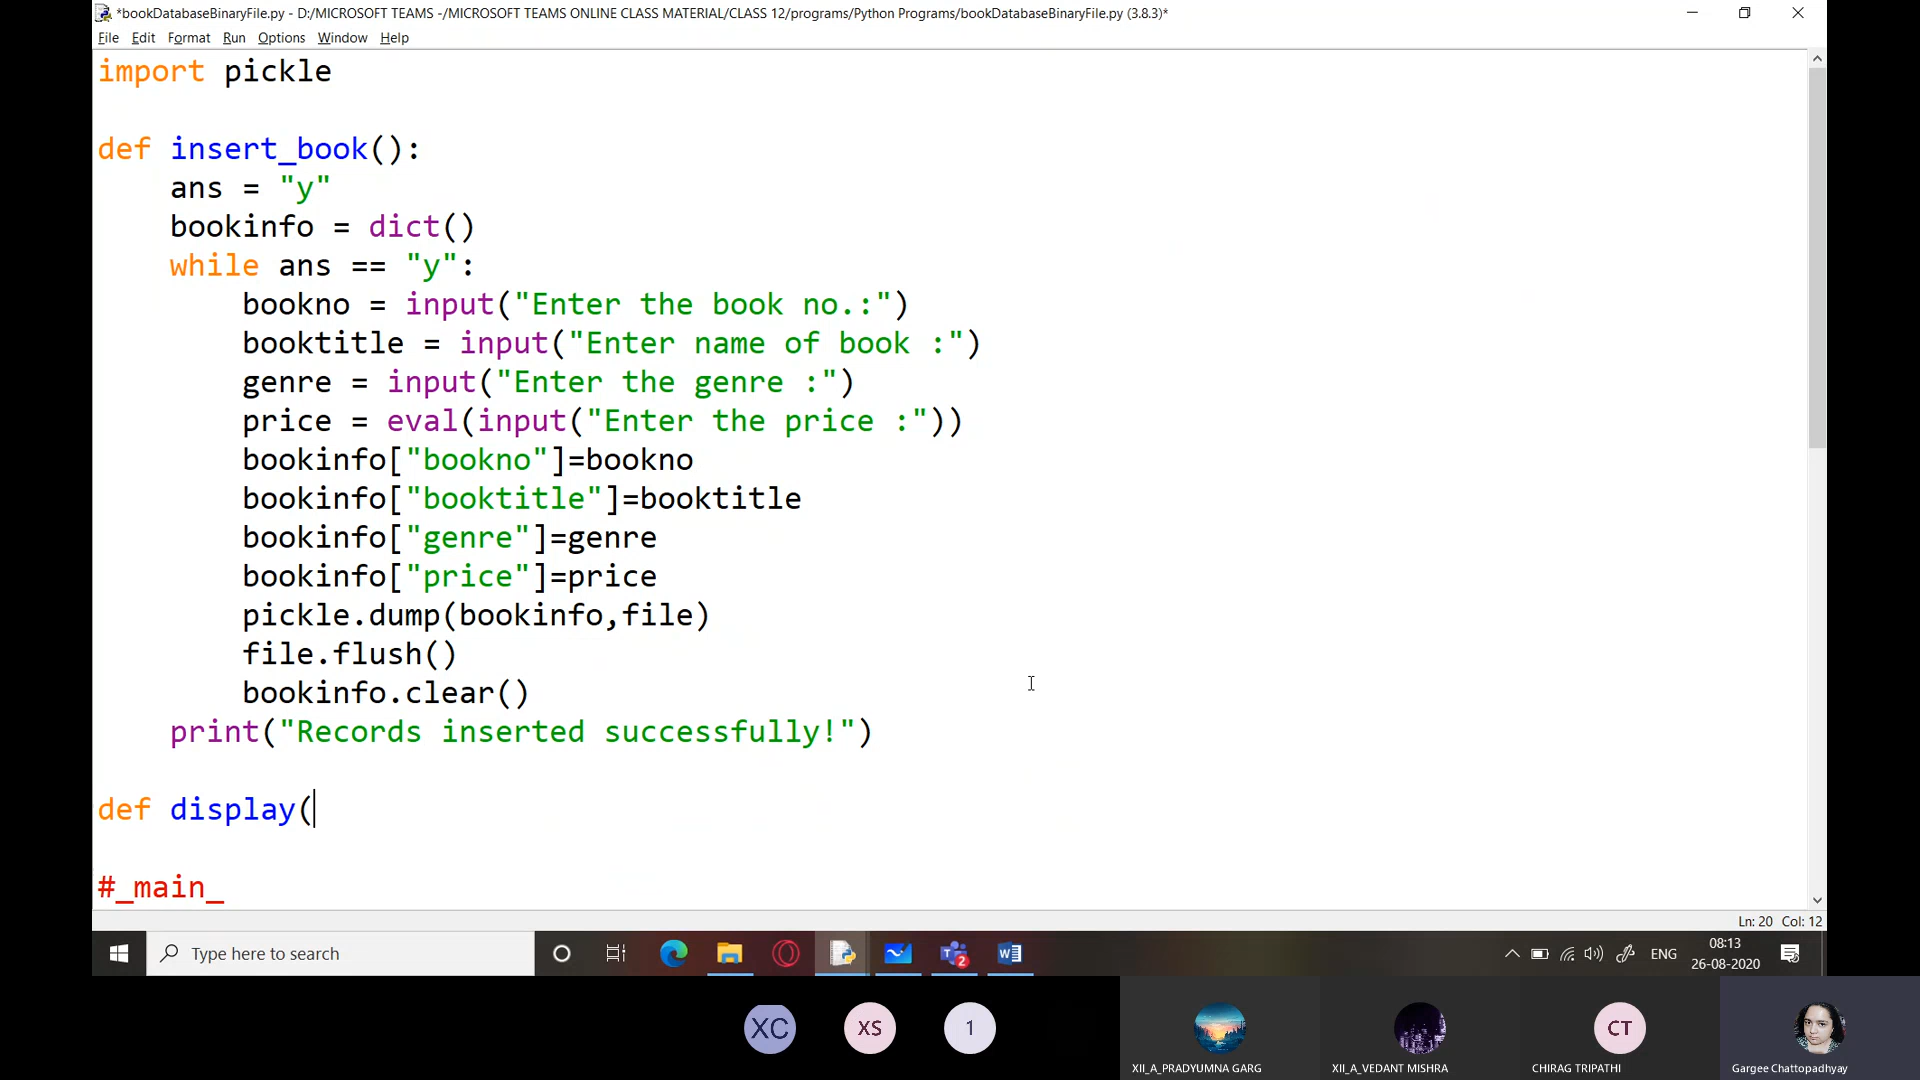 *bookDatabaseBinaryFile.py - D:/MICROSOFT TEAMS -/MICROSOFT TEAMS ONLINE CLASS MATERIAL/CLASS 12/programs/Python Programs/bookDatabaseBinaryFile.py (3.8.3)*
File Edit Format Run Options Window Help
import pickle
def insert_book():
    ans = "y"
    bookinfo = dict()
    while ans == "y":
        bookno = input("Enter the book no.:")
        booktitle = input("Enter name of book :")
        genre = input("Enter the genre :")
        price = eval(input("Enter the price :"))
        bookinfo["bookno"]=bookno
        bookinfo["booktitle"]=booktitle
        bookinfo["genre"]=genre
        bookinfo["price"]=price
        pickle.dump(bookinfo,file)
        file.flush()
        bookinfo.clear()
    print("Records inserted successfully!")
def display(
#_main_
Ln: 20 Col: 12
Type here to search
2
W
ENG
08:13
26-08-2020
XC
XS
1
CT
XII_A_PRADYUMNA GARG
XII_A_VEDANT MISHRA
CHIRAG TRIPATHI
Gargee Chattopadhyay